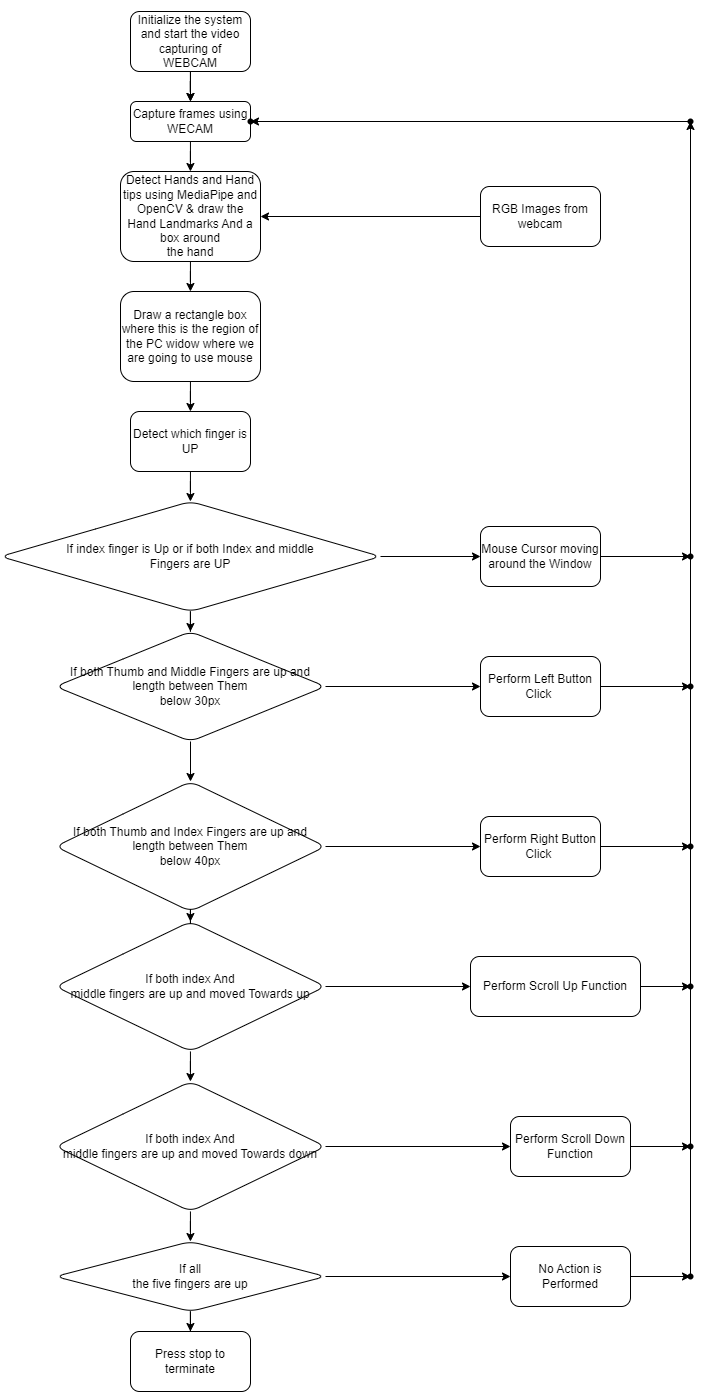 Initialize the system
and start the video
capturing of
WEBCAM
Capture frames using
WECAM
Detect Hands and Hand
tips using MediaPipe and
OpenCV & draw the
Hand Landmarks And a
box around
the hand
RGB Images from
webcam
Draw a rectangle box
where this is the region of
the PC widow where we
are going to use mouse
Detect which finger is
UP
If index finger is Up or if both Index and middle
Fingers are UP
Mouse Cursor moving
around the Window
If both Thumb and Middle Fingers are up and
length between Them
below 30px
Perform Left Button
Click
If both Thumb and Index Fingers are up and
length between Them
below 40px
Perform Right Button
Click
If both index And
middle fingers are up and moved Towards up
Perform Scroll Up Function
If both index And
middle fingers are up and moved Towards down
Perform Scroll Down
Function
If all
the five fingers are up
No Action is
Performed
Press stop to
terminate